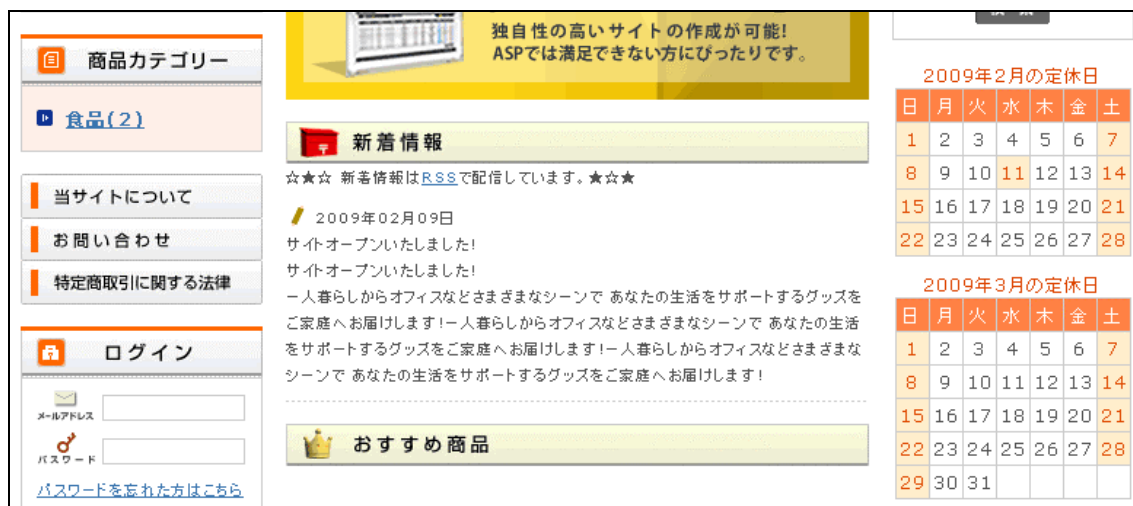 独自性の高いサイトの作成が可能!
ASPでは満足できない方にぴったりです。
商品カテゴリー
食品(2)
当サイトについて
お問い合わせ
特定商取引に関する法律
ログイン
メールアドレス
パスワード
パスワードを忘れた方はこちら
新着情報
☆★☆ 新着情報はRSSで配信しています。★☆★
2009年02月09日
サイトオープンいたしました!
サイトオープンいたしました!
一人暮らしからオフィスなどさまざまなシーンで あなたの生活をサポートするグッズを
ご家庭へお届けします!一人暮らしからオフィスなどさまざまなシーンで あなたの生活
をサポートするグッズをご家庭へお届けします!一人暮らしからオフィスなどさまざまな
シーンで あなたの生活をサポートするグッズをご家庭へお届けします!
おすすめ商品
2009年2月の定休日
日 月 火 水 木 金 土
1 2 3 4 5 6 7
8 9 10 11 12 13 14
15 16 17 18 19 20 21
22 23 24 25 26 27 28
2009年3月の定休日
日 月 火 水 木 金 土
1 2 3 4 5 6 7
8 9 10 11 12 13 14
15 16 17 18 19 20 21
22 23 24 25 26 27 28
29 30 31